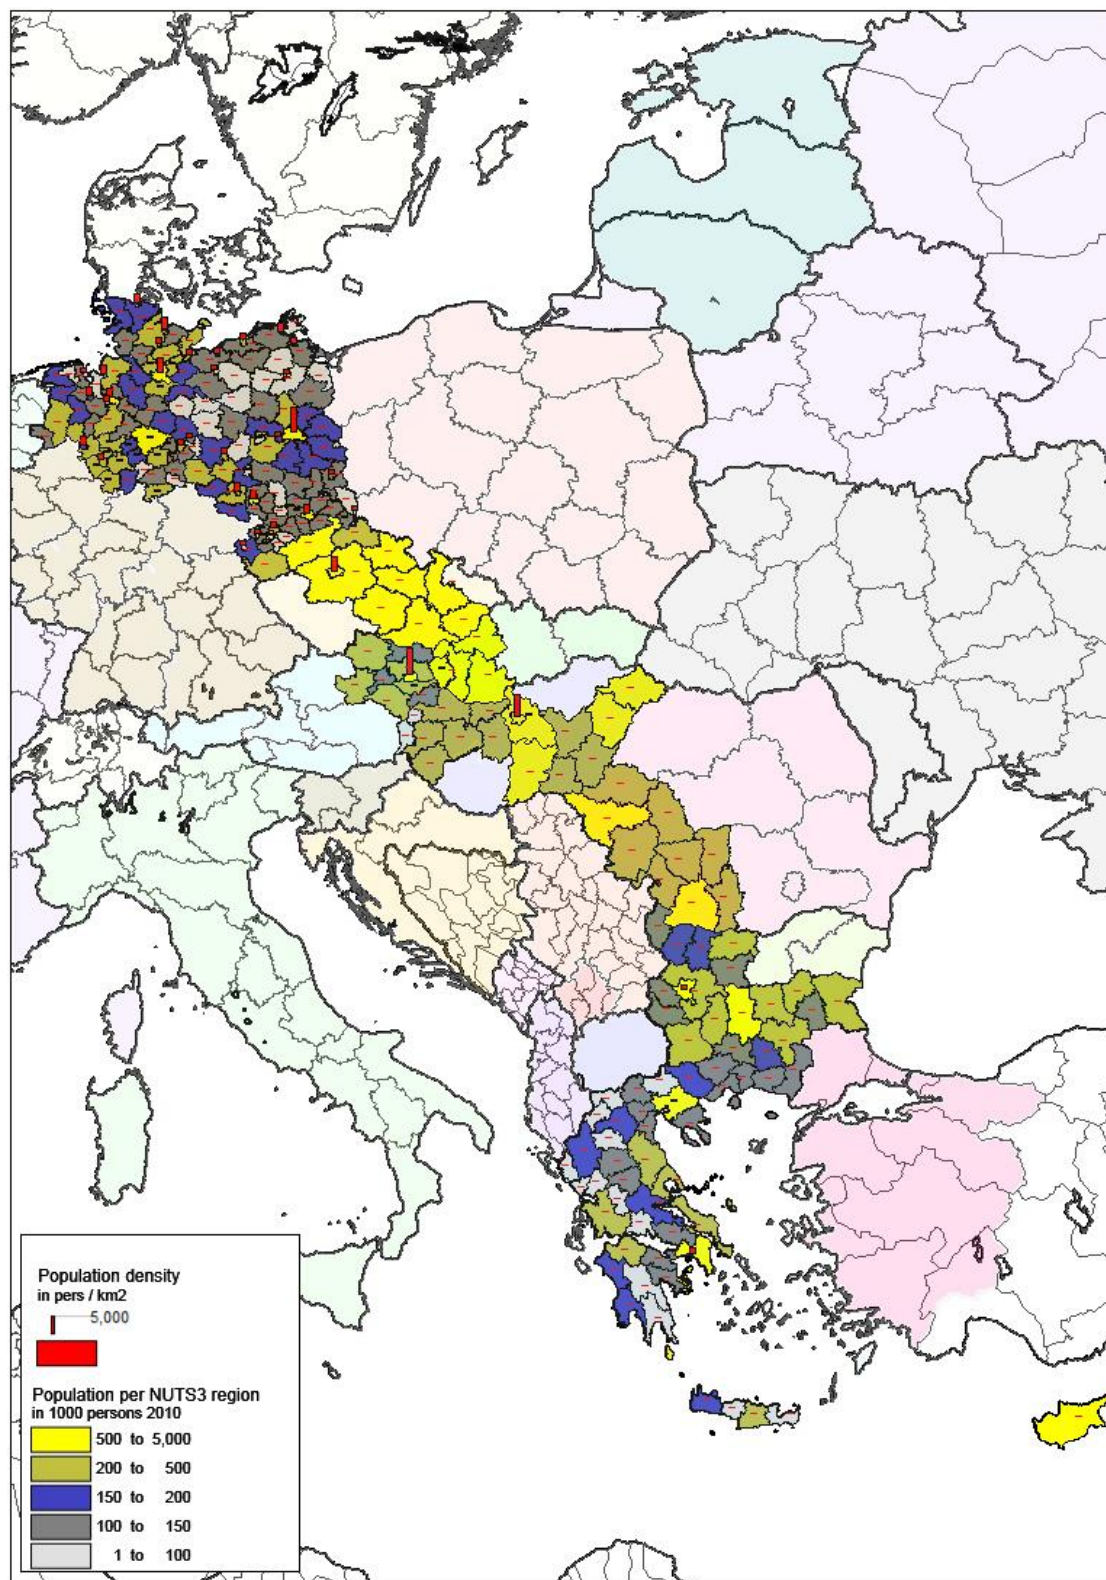 Population density
in pers / km2
5,000
Population per NUTS3 region
in 1000 persons 2010
500 to 5,000
200 to 500
150 to 200
100 to 150
1 to 100